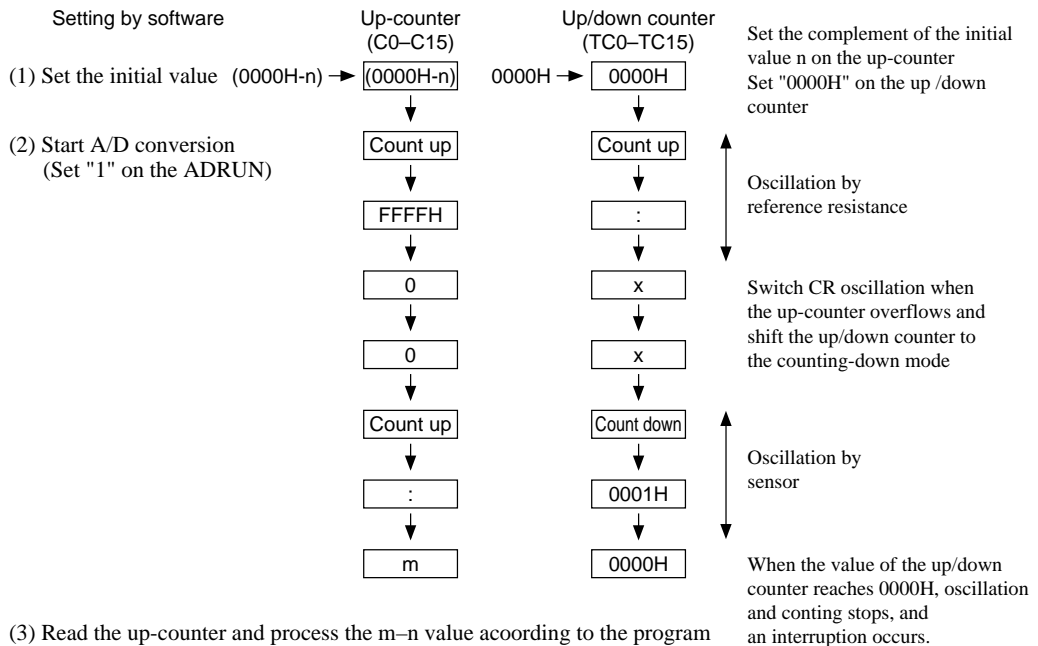 Setting by software
Up-counter
(C0–C15)
Up/down counter
(TC0–TC15)
(1) Set the initial value
(0000H-n)
(0000H-n)
0000H
0000H
Set the complement of the initial
value n on the up-counter
Set "0000H" on the up /down
counter
(2) Start A/D conversion
(Set "1" on the ADRUN)
Count up
Count up
FFFFH
:
Oscillation by
reference resistance
0
x
0
x
Switch CR oscillation when
the up-counter overflows and
shift the up/down counter to
the counting-down mode
Count up
Count down
:
0001H
Oscillation by
sensor
m
0000H
When the value of the up/down
counter reaches 0000H, oscillation
and conting stops, and
an interruption occurs.
(3) Read the up-counter and process the m–n value acoording to the program